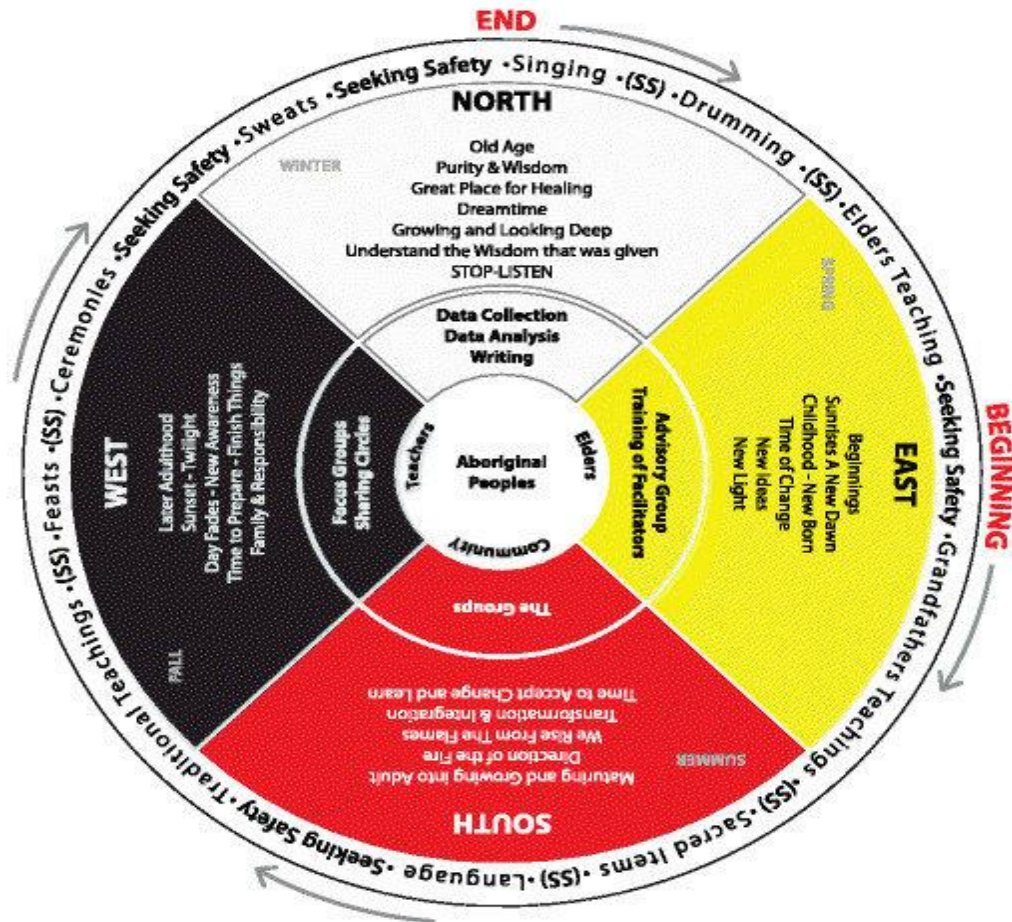 END
•Sweats •Seeking Safety •Singing •(SS) •Drumming •(SS) •Elders Teaching •Seeking Safety • Grandfathers Teachings •(SS)• Sacred Items • (SS) •Language •Seeking Safety • Traditional Teachings •(SS) •Feasts •(SS) •Ceremonies •Seeking Safety
NORTH
WINTER
Old Age
Purity & Wisdom
Great Place for Healing
Dreamtime
Growing and Looking Deep
Understand the Wisdom that was given
STOP-LISTEN
Data Collection
Data Analysis
Writing
BEGINNING
EAST
SPRING
Beginnings
Sunrises A New Dawn
Childhood – New Born
Time of Change
New Ideas
New Light
Advisory Group
Training of Facilitators
SOUTH
SUMMER
Maturing and Growing into Adult
Direction of the Fire
We Rise From The Flames
Transformation & Integration
Time to Accept Change and Learn
The Groups
WEST
FALL
Later Adulthood
Sunset - Twilight
Day Fades - New Awareness
Time to Prepare - Finish Things
Family & Responsibility
Focus Groups
Sharing Circles
Teachers
Elders
Community
Aboriginal
Peoples